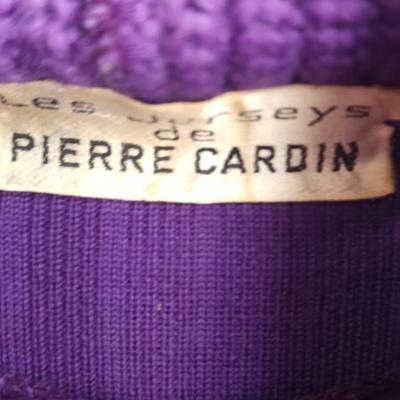 Les Jerseys
de
PIERRE CARDIN